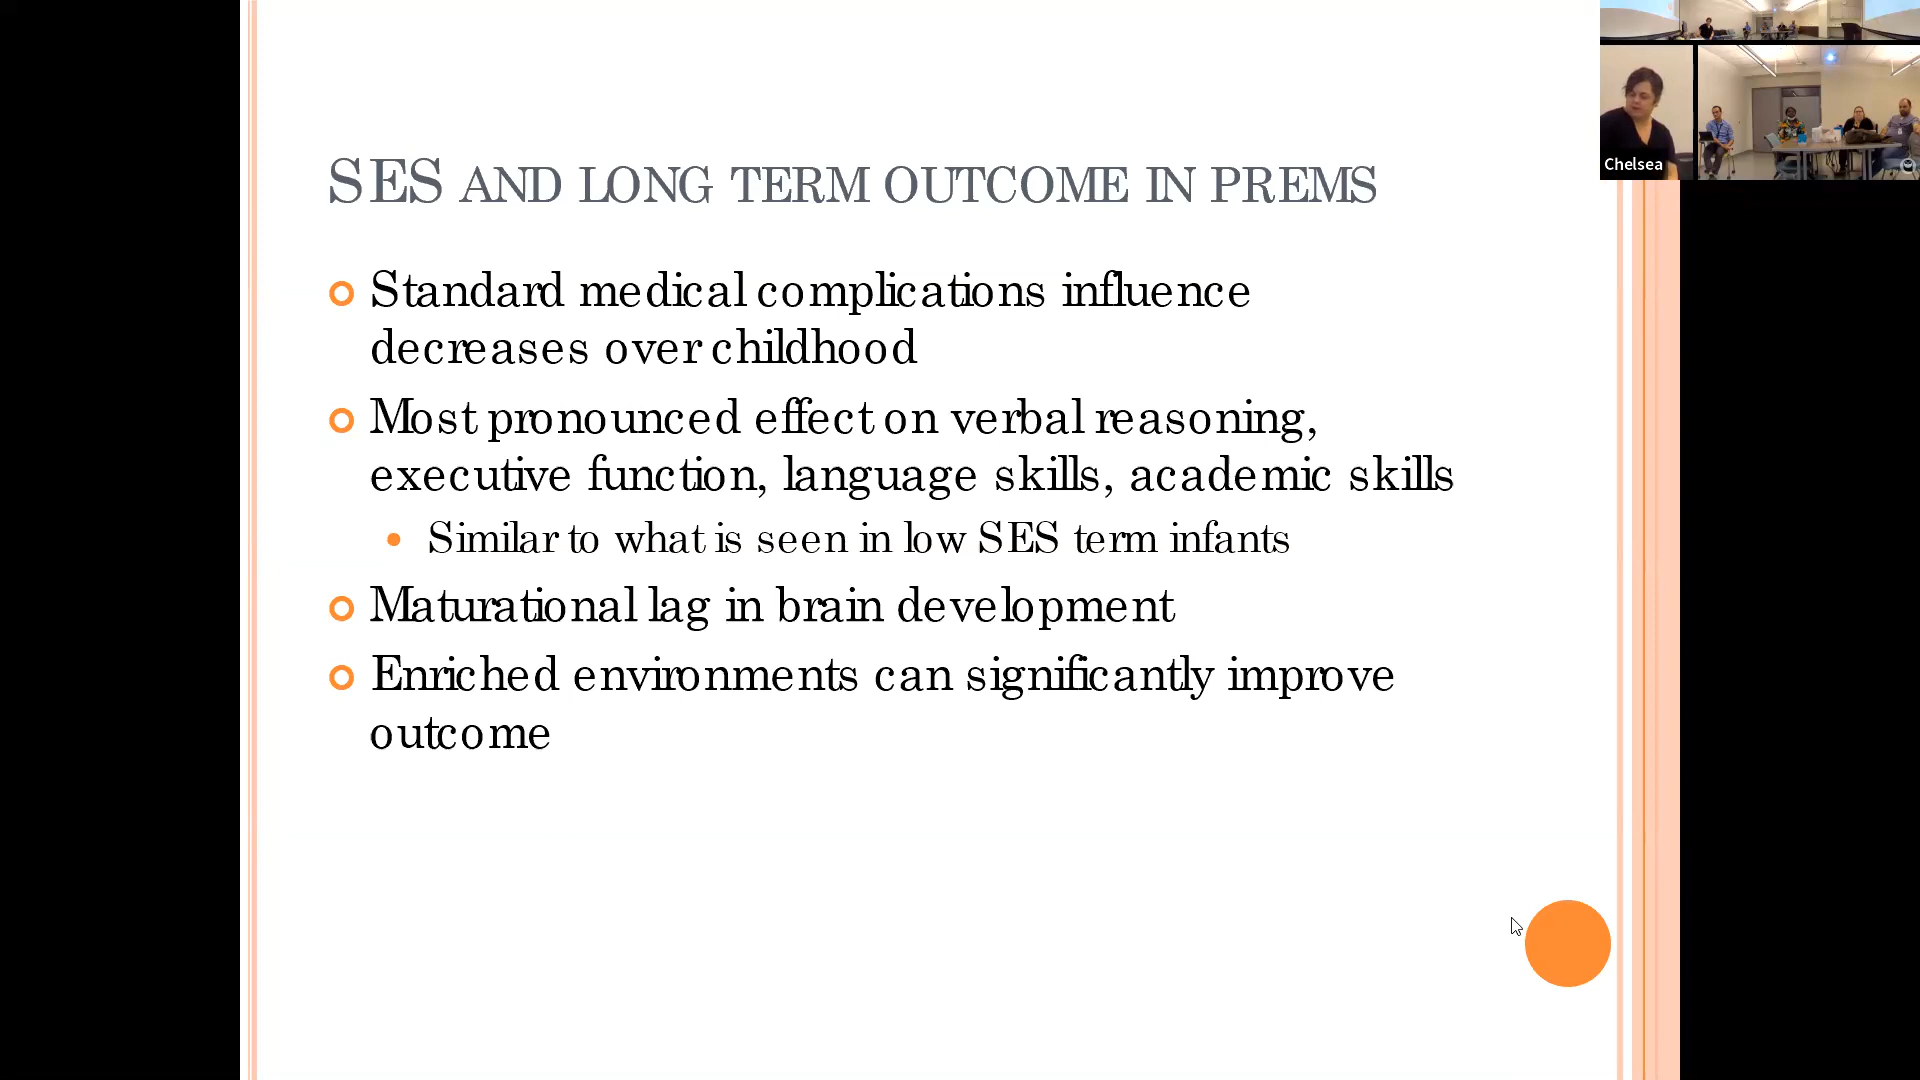 SES AND LONG TERM OUTCOME IN PREMS
Standard medical complications influence
decreases over childhood
Most pronounced effect on verbal reasoning,
executive function, language skills, academic skills
Similar to what is seen in low SES term infants
Maturational lag in brain development
Enriched environments can significantly improve
outcome
Chelsea